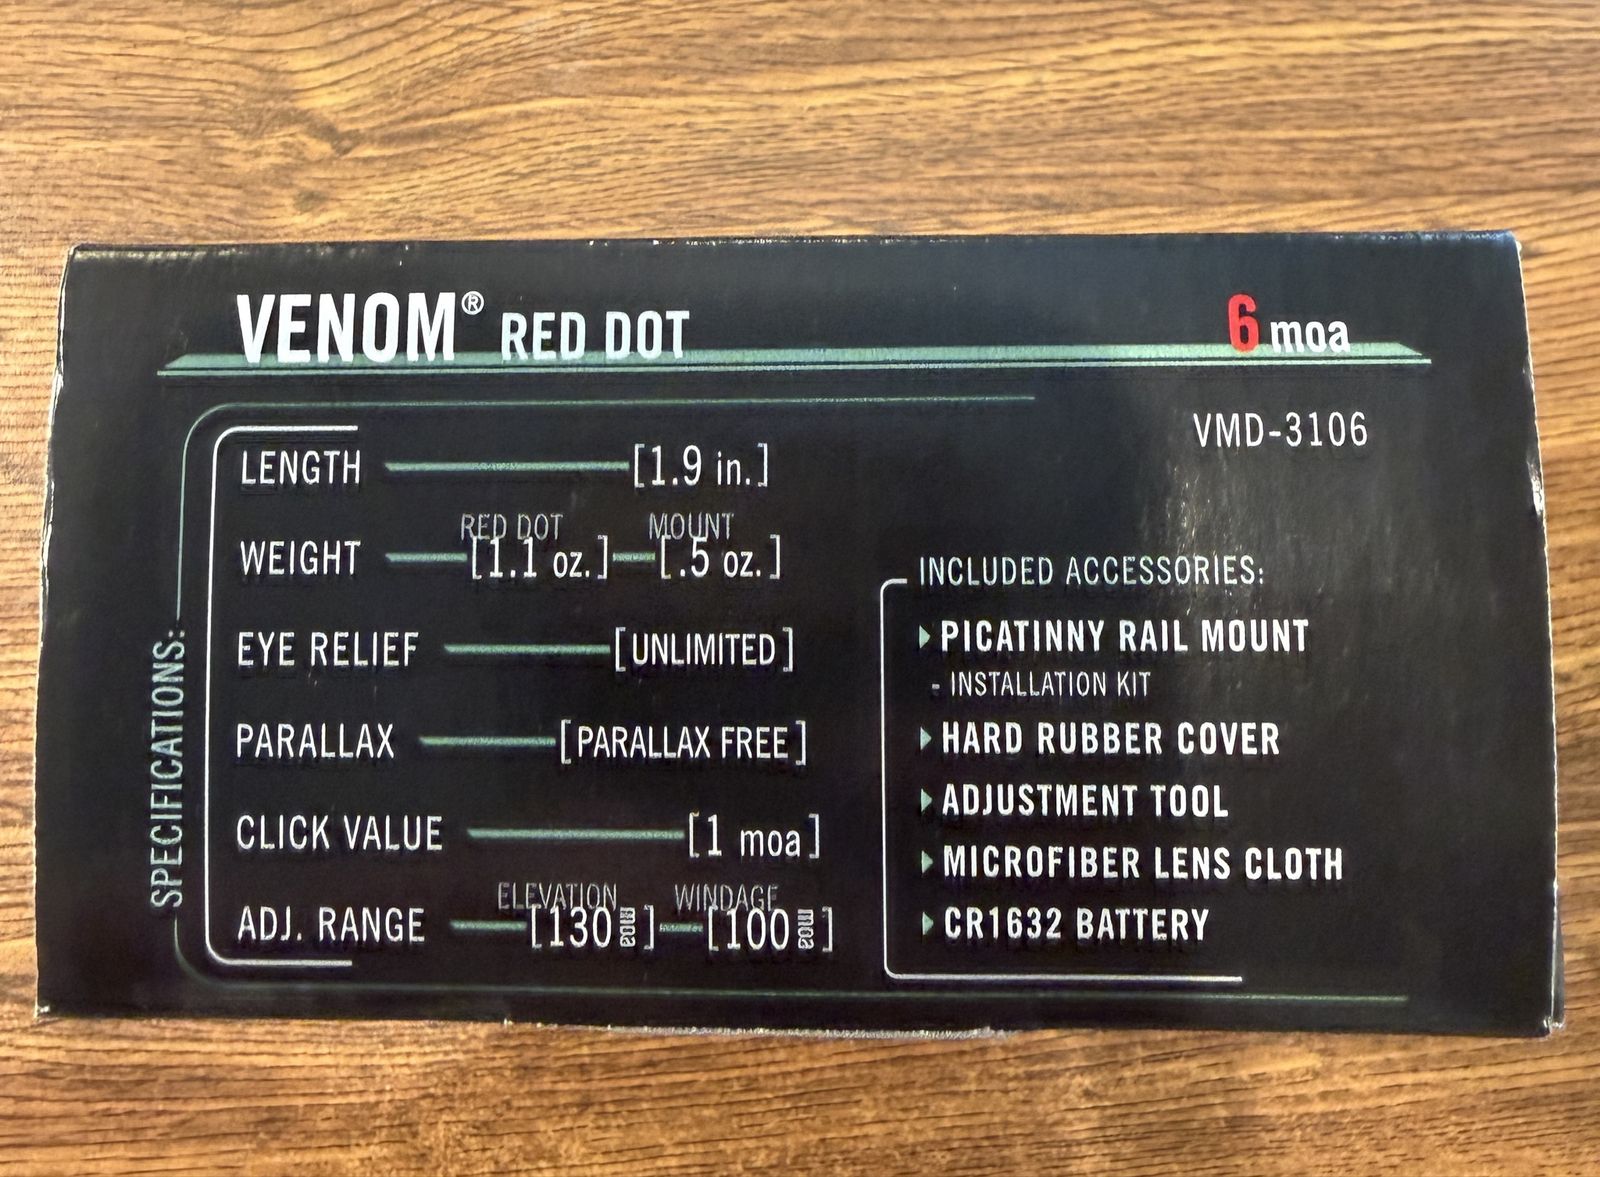 VENOM® RED DOT
6 moa
VMD-3106
SPECIFICATIONS:
LENGTH [1.9 in.]
RED DOT MOUNT
WEIGHT [1.1 oz.] [.5 oz.]
EYE RELIEF [UNLIMITED]
PARALLAX [PARALLAX FREE]
CLICK VALUE [1 moa]
ELEVATION WINDAGE
ADJ. RANGE [130 moa] [100 moa]
INCLUDED ACCESSORIES:
PICATINNY RAIL MOUNT
- INSTALLATION KIT
HARD RUBBER COVER
ADJUSTMENT TOOL
MICROFIBER LENS CLOTH
CR1632 BATTERY